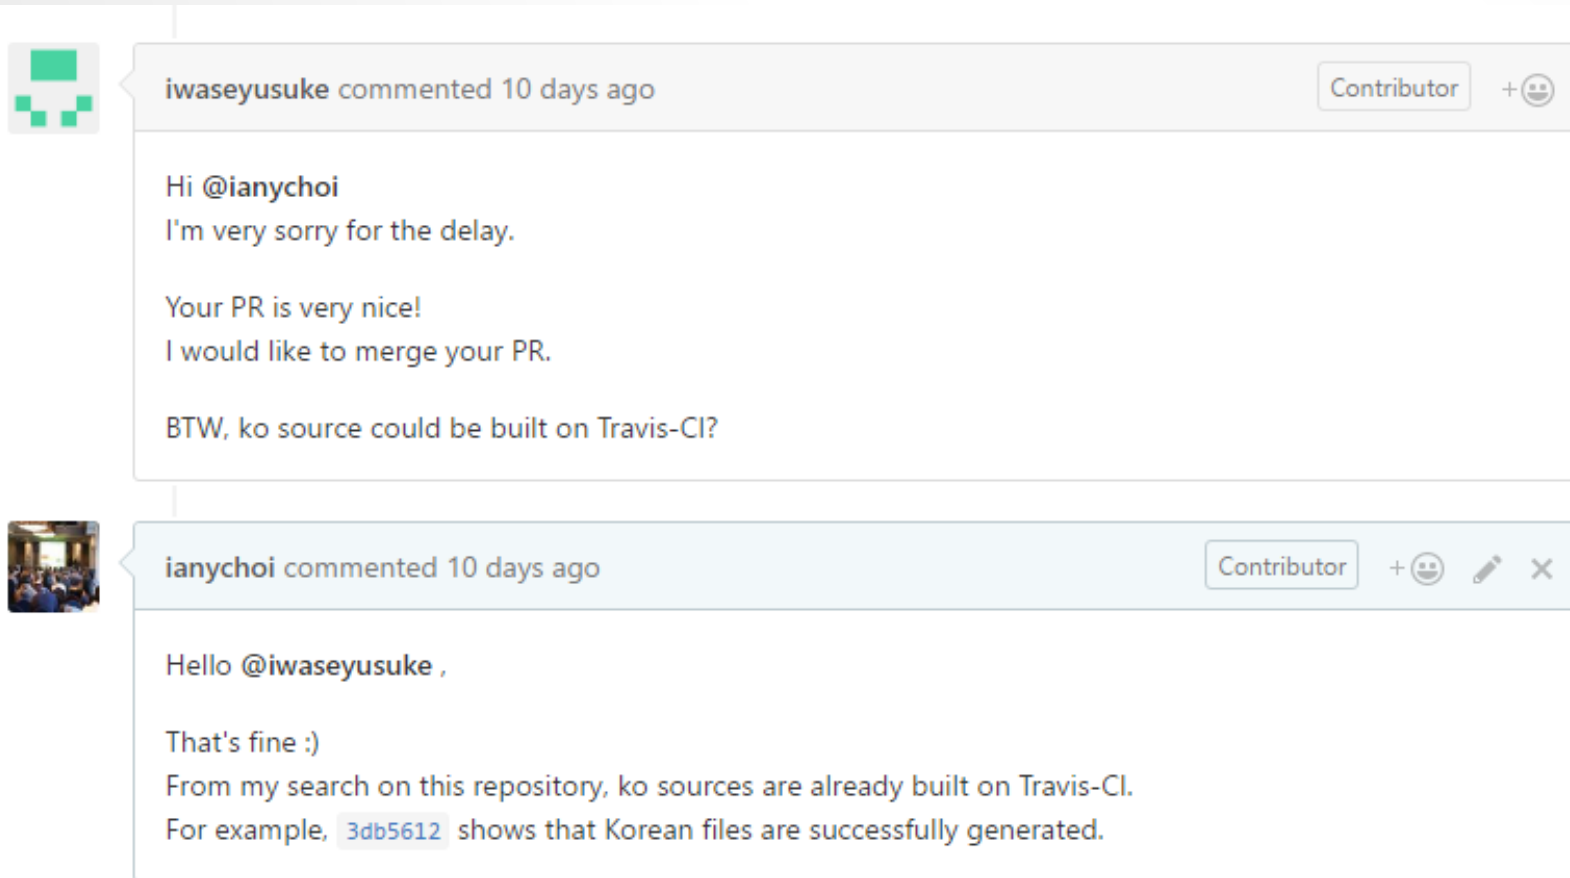 iwaseyusuke commented 10 days ago
Contributor
Hi @ianychoi
I'm very sorry for the delay.
Your PR is very nice!
I would like to merge your PR.
BTW, ko source could be built on Travis-CI?
ianychoi commented 10 days ago
Contributor
Hello @iwaseyusuke ,
That's fine :)
From my search on this repository, ko sources are already built on Travis-CI.
For example, 3db5612 shows that Korean files are successfully generated.